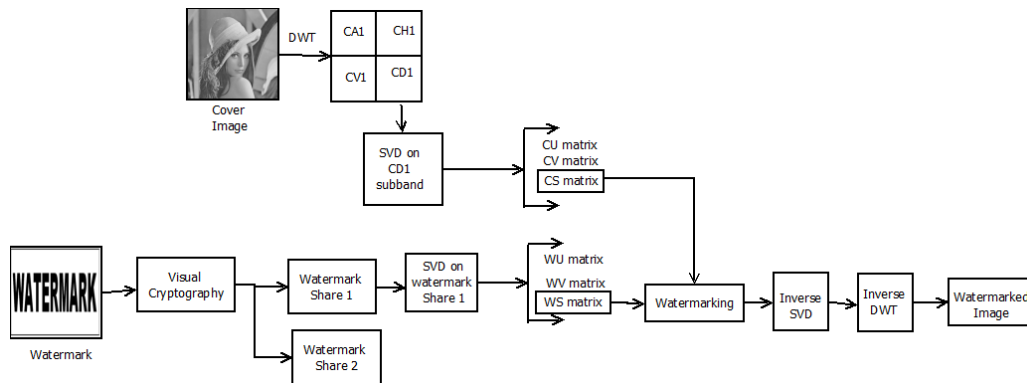 DWT
CA1
CH1
CV1
CD1
Cover
Image
SVD on
CD1
subband
CU matrix
CV matrix
CS matrix
WATERMARK
Watermark
Visual
Cryptography
Watermark
Share 1
Watermark
Share 2
SVD on
watermark
Share 1
WU matrix
WV matrix
WS matrix
Watermarking
Inverse
SVD
Inverse
DWT
Watermarked
Image